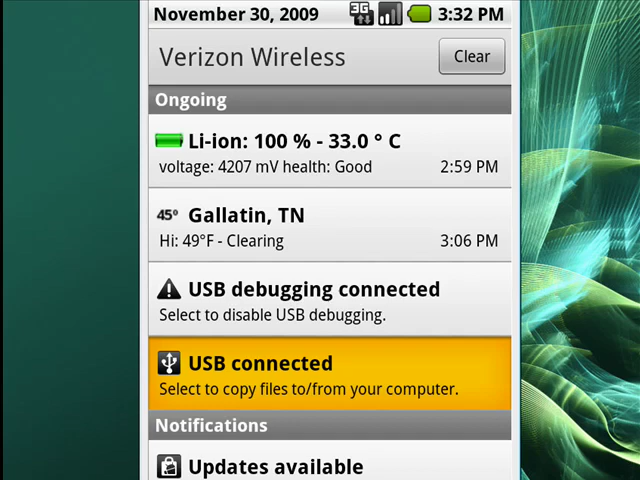 November 30, 2009 3G 3:32 PM
Verizon Wireless Clear
Ongoing
Li-ion: 100 % - 33.0 ° C
voltage: 4207 mV health: Good 2:59 PM
45° Gallatin, TN
Hi: 49°F - Clearing 3:06 PM
USB debugging connected
Select to disable USB debugging.
USB connected
Select to copy files to/from your computer.
Notifications
Updates available